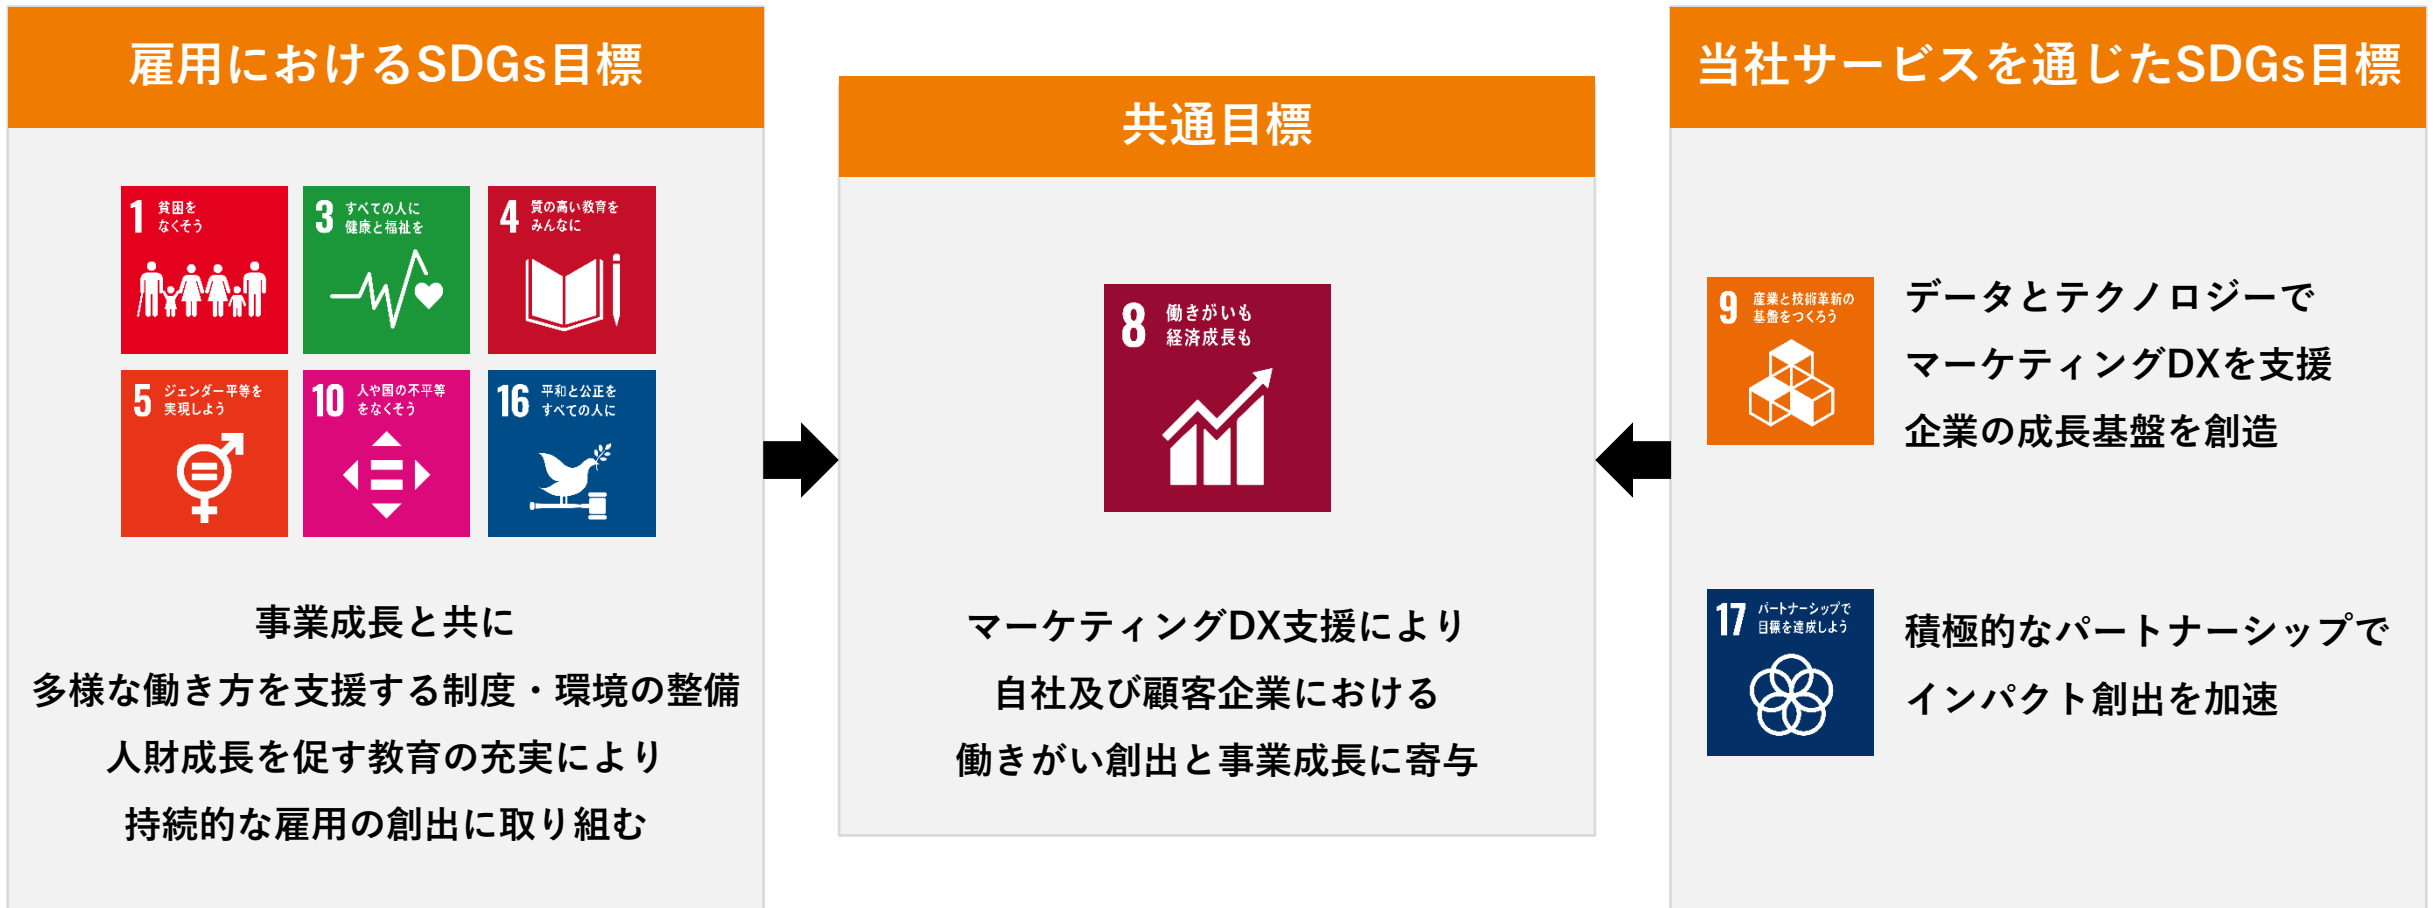 雇用におけるSDGs目標
1 貧困を
なくそう
3 すべての人に
健康と福祉を
4 質の高い教育を
みんなに
5 ジェンダー平等を
実現しよう
10 人や国の不平等
をなくそう
16 平和と公正を
すべての人に
事業成長と共に
多様な働き方を支援する制度・環境の整備
人財成長を促す教育の充実により
持続的な雇用の創出に取り組む
共通目標
8 働きがいも
経済成長も
マーケティングDX支援により
自社及び顧客企業における
働きがい創出と事業成長に寄与
当社サービスを通じたSDGs目標
9 産業と技術革新の
基盤をつくろう
データとテクノロジーで
マーケティングDXを支援
企業の成長基盤を創造
17 パートナーシップで
目標を達成しよう
積極的なパートナーシップで
インパクト創出を加速